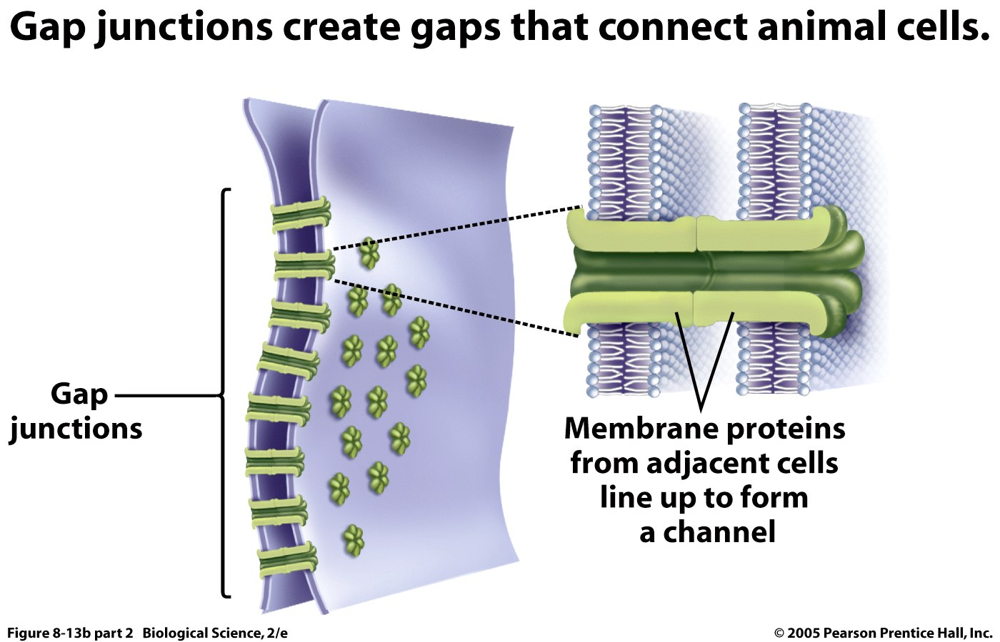 Gap junctions create gaps that connect animal cells.
Gap
junctions
Membrane proteins
from adjacent cells
line up to form
a channel
Figure 8-13b part 2 Biological Science, 2/e
© 2005 Pearson Prentice Hall, Inc.